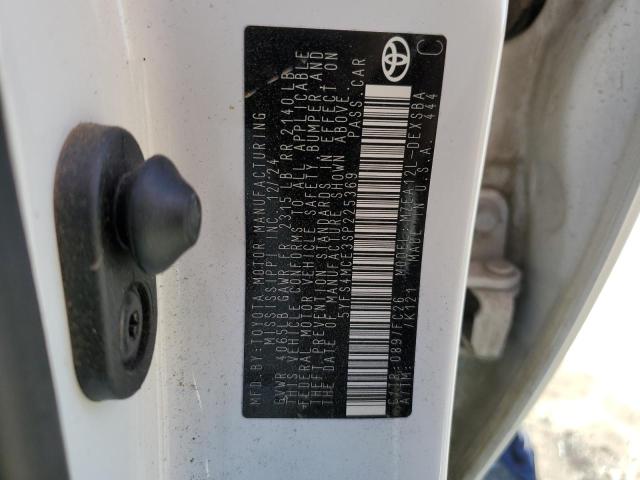 MFD.BY:TOYOTA MOTOR MANUFACTURING
MISSISSIPPI INC. 12/24
GVWR 4065LB GAWR FR 2315 LB RR 2140 LB
THIS VEHICLE CONFORMS TO ALL APPLICABLE
FEDERAL MOTOR VEHICLE SAFETY, BUMPER, AND
THEFT PREVENTION STANDARDS IN EFFECT ON
THE DATE OF MANUFACTURE SHOWN ABOVE.
5YFS4MCE3SP225369 PASS.CAR
C/TR: 089/FC26 MODEL: MZEA12L-DEXSBA
A/TM: /K121 MADE IN U.S.A. 444
C